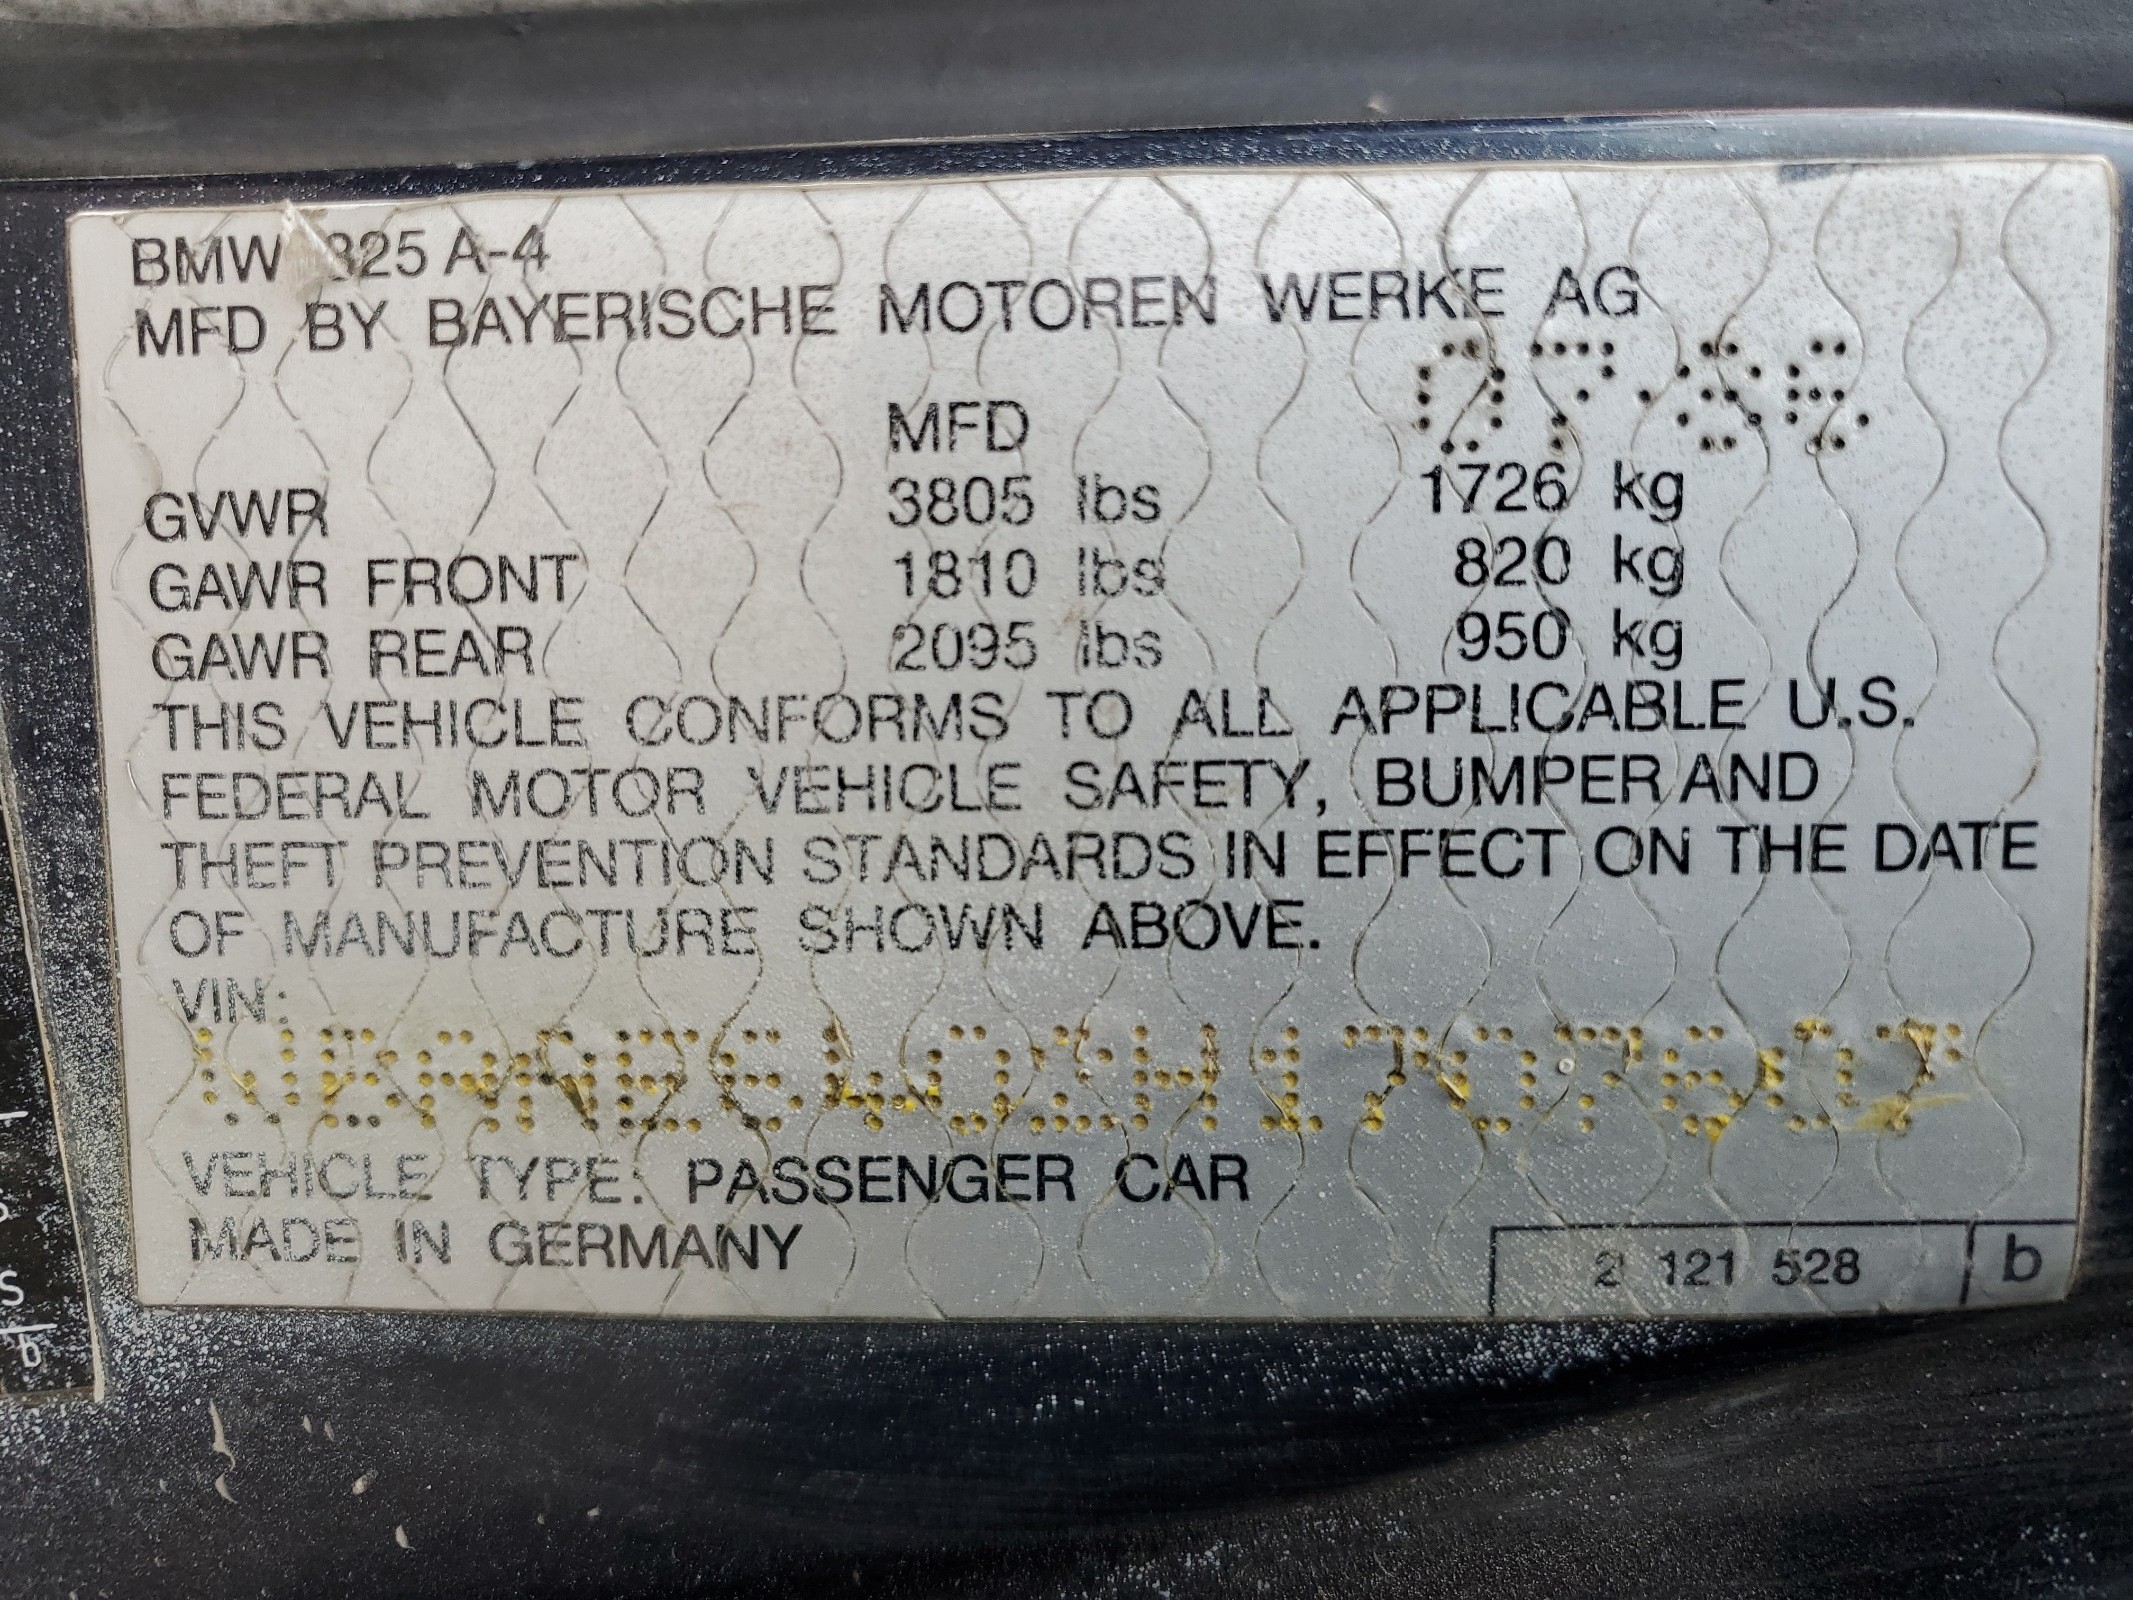 BMW 325 A-4
MFD BY BAYERISCHE MOTOREN WERKE AG
MFD 07.86
GVWR 3805 lbs 1726 kg
GAWR FRONT 1810 lbs 820 kg
GAWR REAR 2095 lbs 950 kg
THIS VEHICLE CONFORMS TO ALL APPLICABLE U.S.
FEDERAL MOTOR VEHICLE SAFETY, BUMPER AND
THEFT PREVENTION STANDARDS IN EFFECT ON THE DATE
OF MANUFACTURE SHOWN ABOVE.
VIN:
WBAAE6402H1707607
VEHICLE TYPE: PASSENGER CAR
MADE IN GERMANY
2 121 528 b